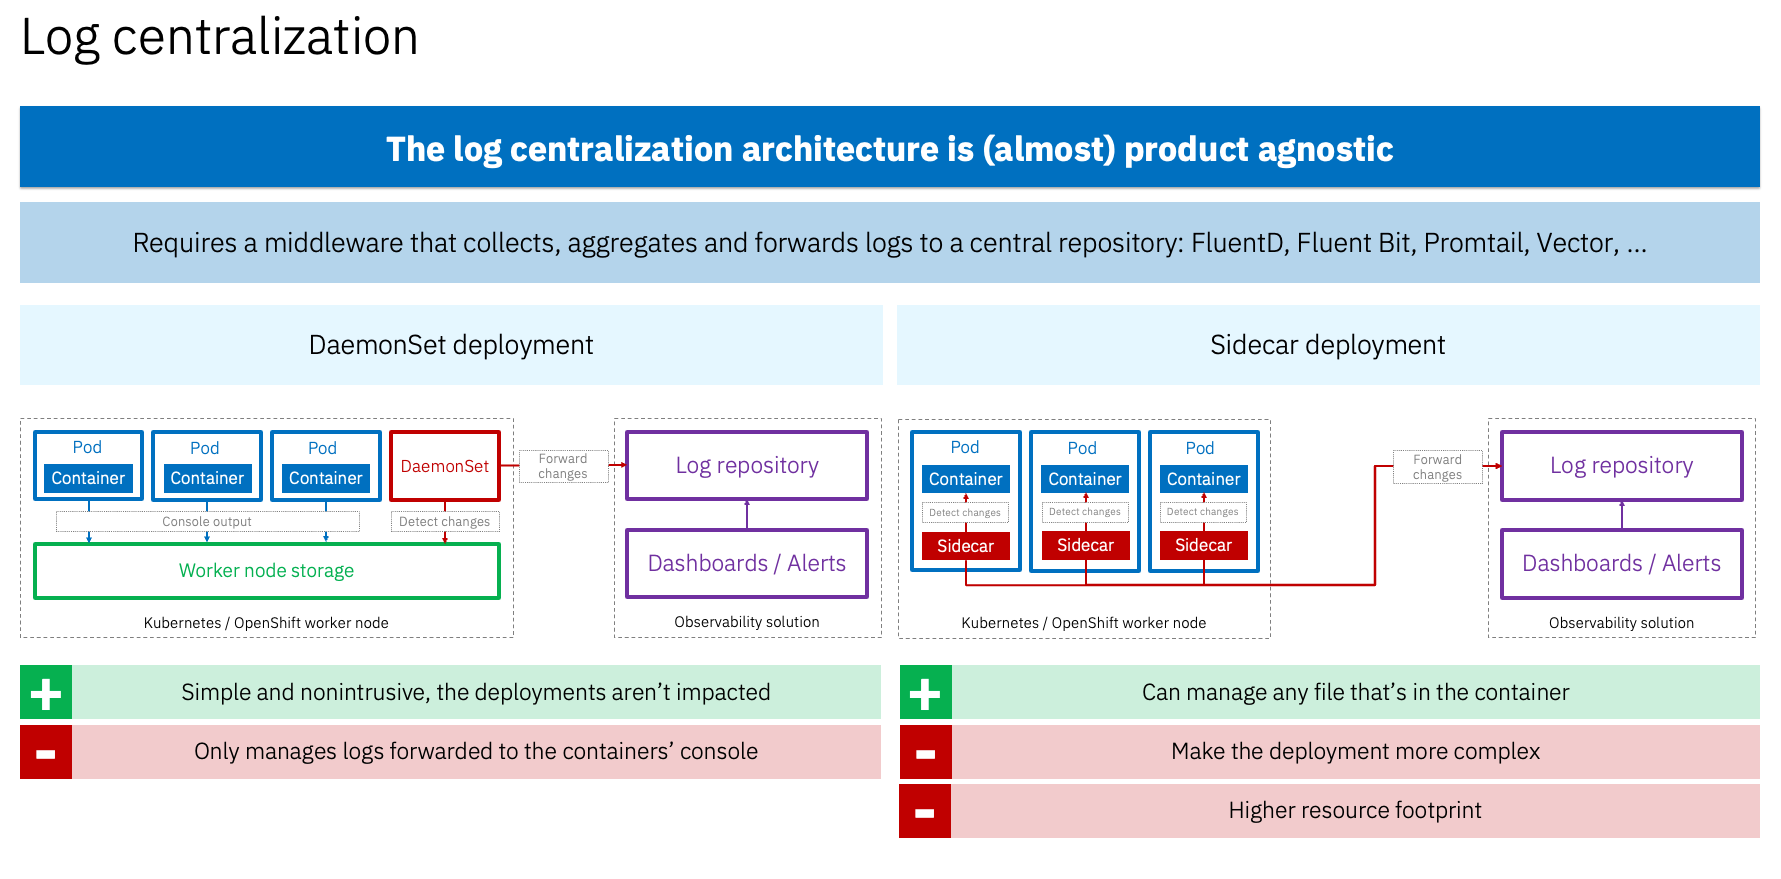 Log centralization
The log centralization architecture is (almost) product agnostic
Requires a middleware that collects, aggregates and forwards logs to a central repository: FluentD, Fluent Bit, Promtail, Vector, ...
DaemonSet deployment
Pod
Container
Pod
Container
Pod
Container
DaemonSet
Forward
changes
Log repository
Console output
Detect changes
Worker node storage
Dashboards / Alerts
Kubernetes / OpenShift worker node
Observability solution
+
Simple and nonintrusive, the deployments aren't impacted
-
Only manages logs forwarded to the containers' console
Sidecar deployment
Pod
Container
Detect changes
Sidecar
Pod
Container
Detect changes
Sidecar
Pod
Container
Detect changes
Sidecar
Forward
changes
Log repository
Dashboards / Alerts
Kubernetes / OpenShift worker node
Observability solution
+
Can manage any file that's in the container
-
Make the deployment more complex
-
Higher resource footprint